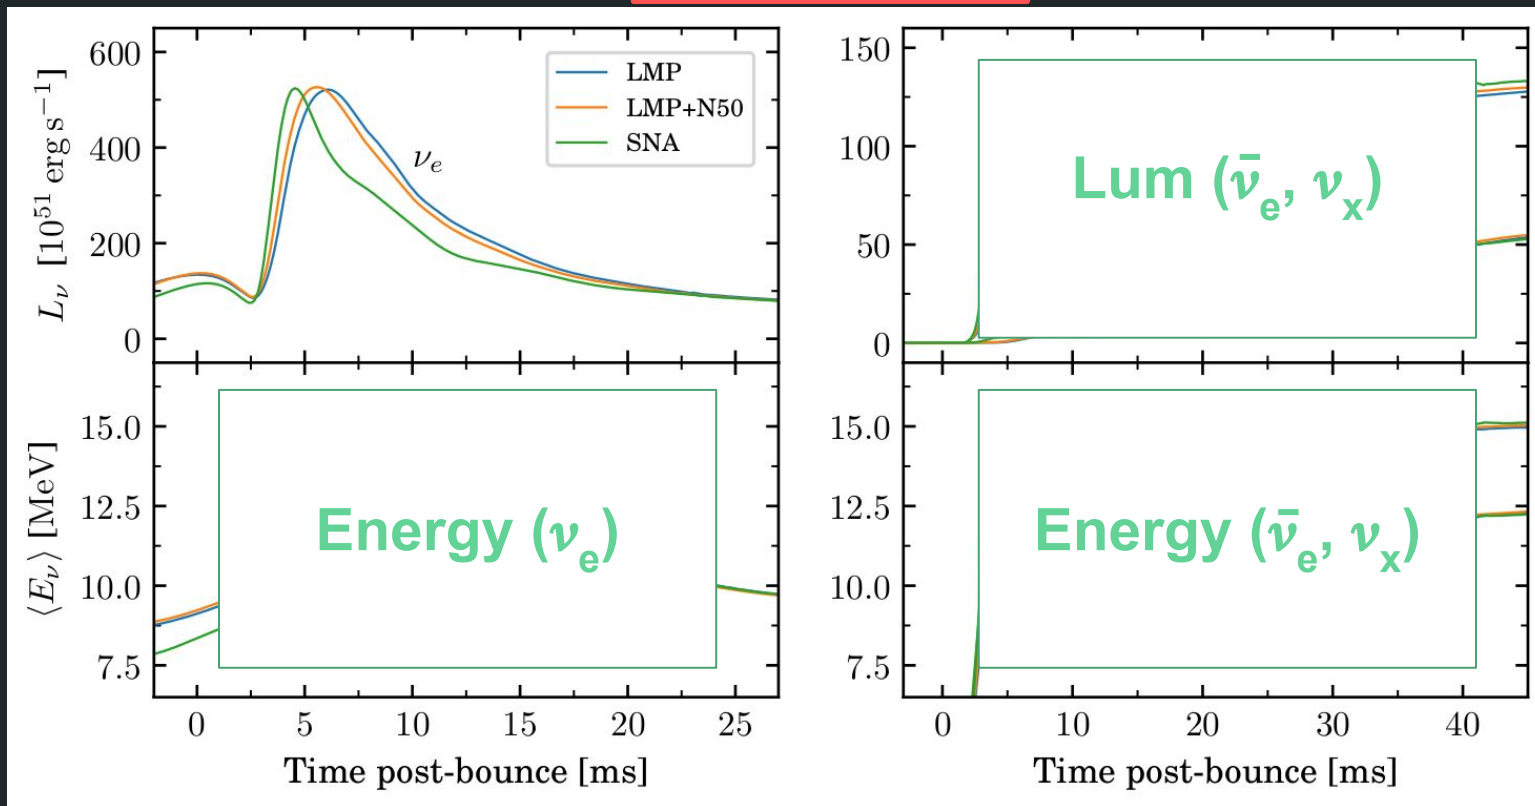 600
400
200
0
L_ν [10^51 erg s^−1]
LMP
LMP+N50
SNA
ν_e
150
100
50
0
Lum (ν̄_e, ν_x)
15.0
12.5
10.0
7.5
⟨E_ν⟩ [MeV]
Energy (ν_e)
0 5 10 15 20 25
Time post-bounce [ms]
15.0
12.5
10.0
7.5
Energy (ν̄_e, ν_x)
0 10 20 30 40
Time post-bounce [ms]